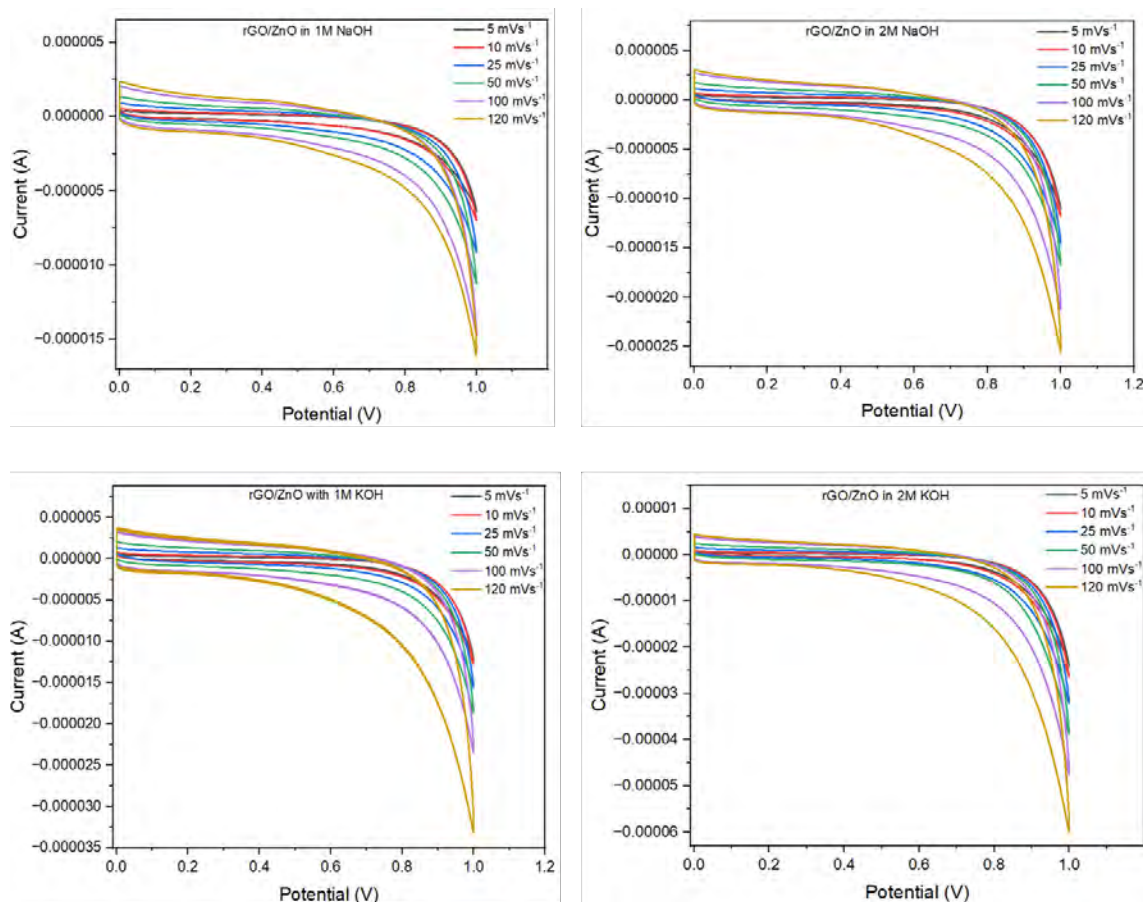 rGO/ZnO in 1M NaOH
5 mVs⁻¹
10 mVs⁻¹
25 mVs⁻¹
50 mVs⁻¹
100 mVs⁻¹
120 mVs⁻¹
0.000005
0.000000
−0.000005
−0.000010
−0.000015
Current (A)
0.0 0.2 0.4 0.6 0.8 1.0
Potential (V)
rGO/ZnO in 2M NaOH
5 mVs⁻¹
10 mVs⁻¹
25 mVs⁻¹
50 mVs⁻¹
100 mVs⁻¹
120 mVs⁻¹
0.000005
0.000000
−0.000005
−0.000010
−0.000015
−0.000020
−0.000025
Current (A)
0.0 0.2 0.4 0.6 0.8 1.0 1.2
Potential (V)
rGO/ZnO with 1M KOH
5 mVs⁻¹
10 mVs⁻¹
25 mVs⁻¹
50 mVs⁻¹
100 mVs⁻¹
120 mVs⁻¹
0.000005
0.000000
−0.000005
−0.000010
−0.000015
−0.000020
−0.000030
−0.000030
−0.000035
Current (A)
0.0 0.2 0.4 0.6 0.8 1.0 1.2
Potential (V)
rGO/ZnO in 2M KOH
5 mVs⁻¹
10 mVs⁻¹
25 mVs⁻¹
50 mVs⁻¹
100 mVs⁻¹
120 mVs⁻¹
0.00001
0.00000
−0.00001
−0.00002
−0.00003
−0.00004
−0.00005
−0.00006
Current (A)
0.0 0.2 0.4 0.6 0.8 1.0
Potential (V)